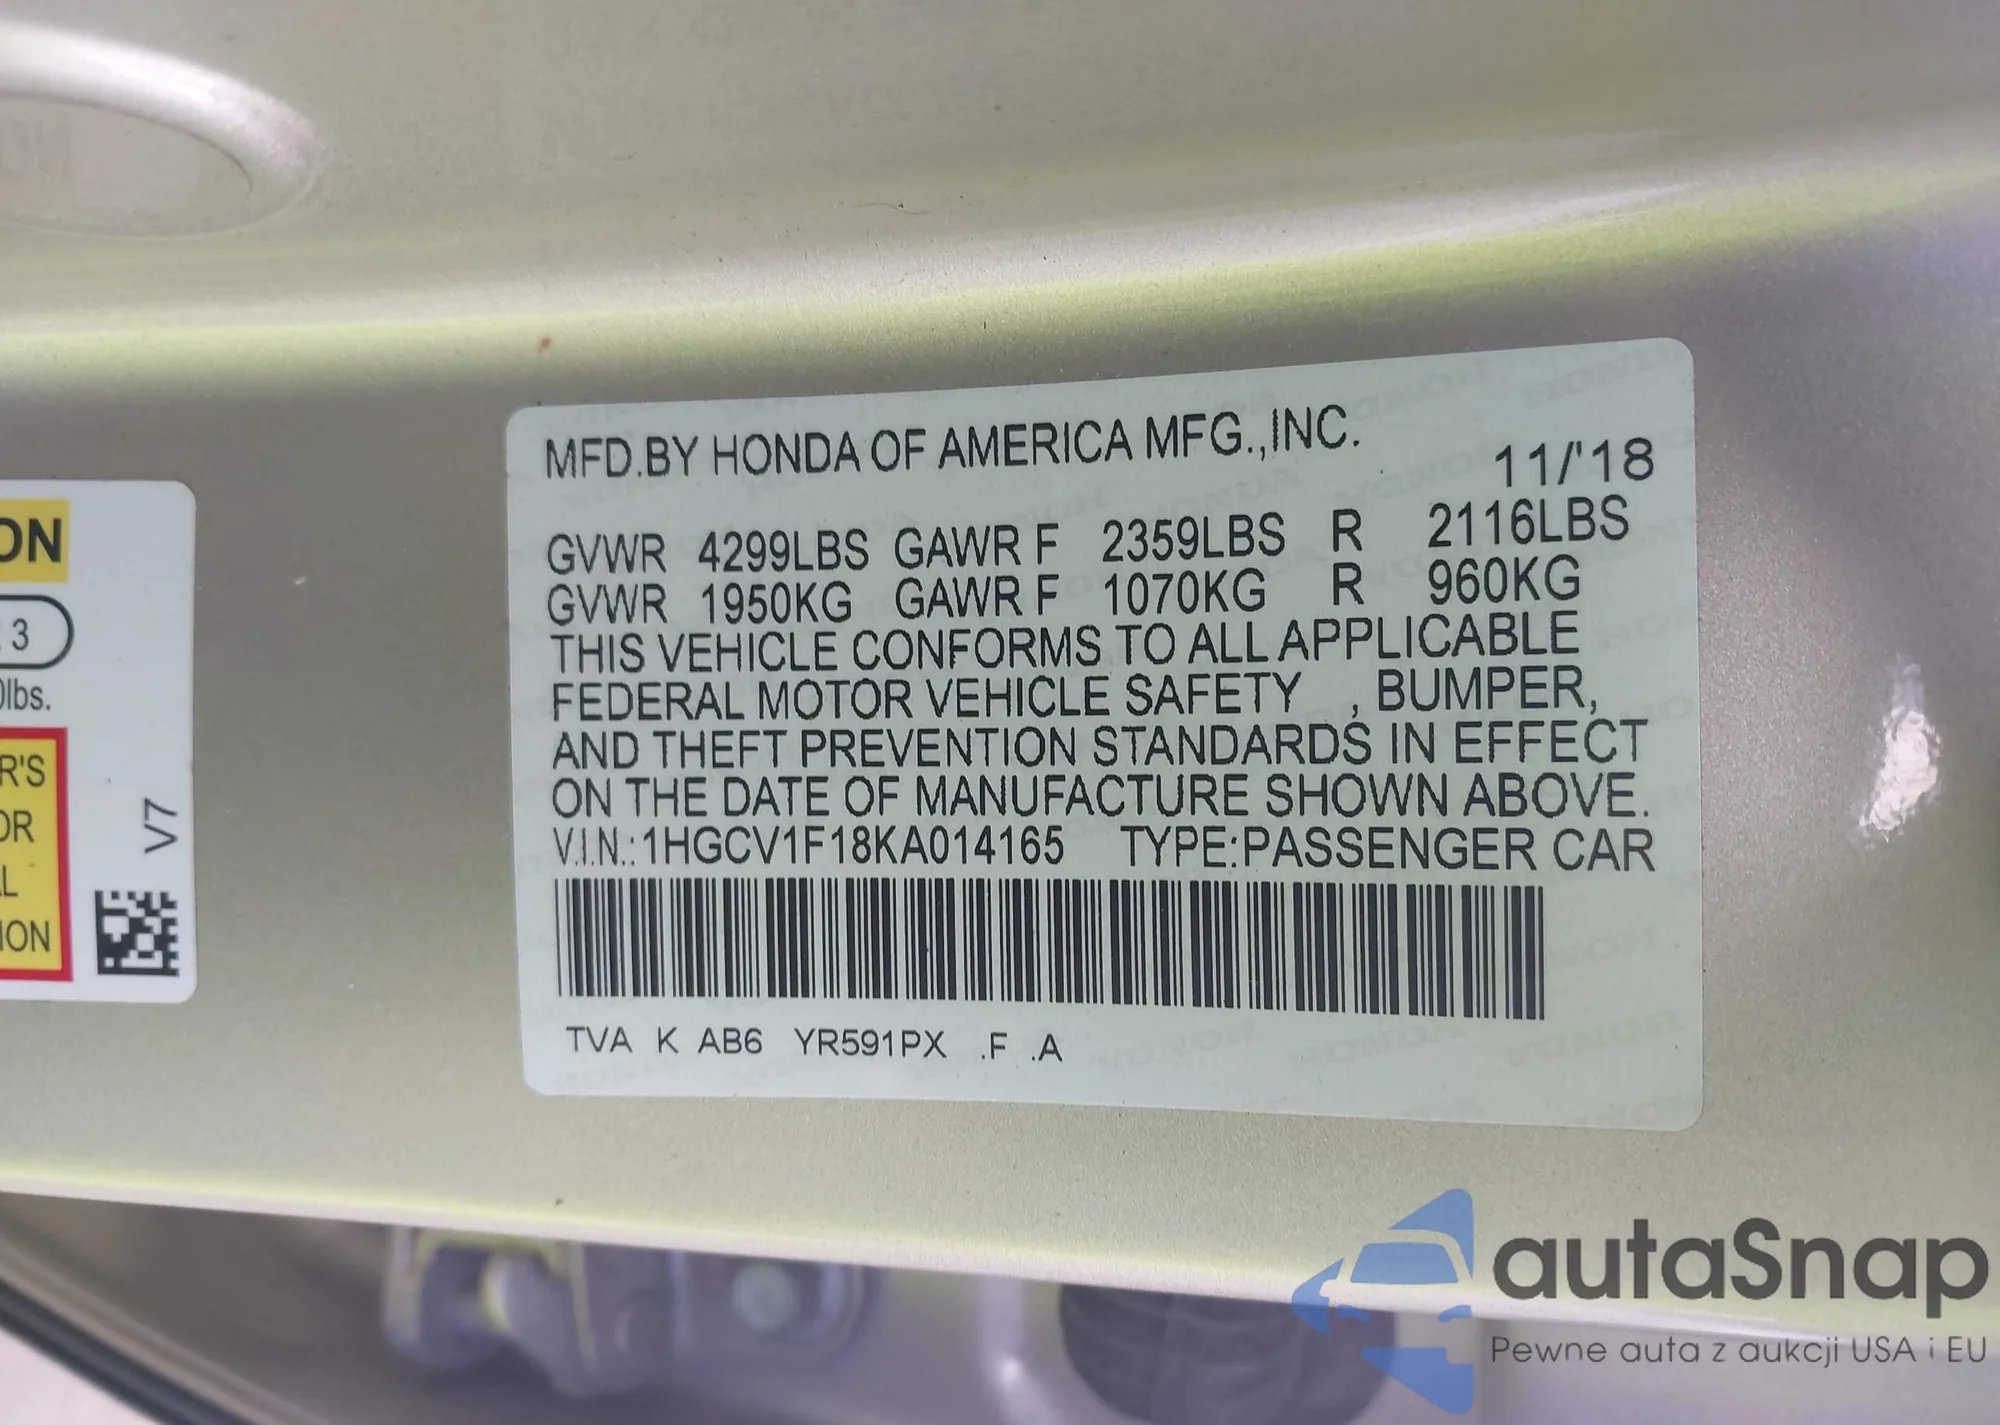 MFD.BY HONDA OF AMERICA MFG.,INC.
11/'18
GVWR 4299LBS GAWR F 2359LBS R 2116LBS
GVWR 1950KG GAWR F 1070KG R 960KG
THIS VEHICLE CONFORMS TO ALL APPLICABLE
FEDERAL MOTOR VEHICLE SAFETY , BUMPER,
AND THEFT PREVENTION STANDARDS IN EFFECT
ON THE DATE OF MANUFACTURE SHOWN ABOVE.
V.I.N.:1HGCV1F18KA014165 TYPE:PASSENGER CAR
TVA K AB6 YR591PX .F .A
ON
3
0lbs.
R'S
OR
L
ION
V7
autaSnap
Pewne auta z aukcji USA i EU